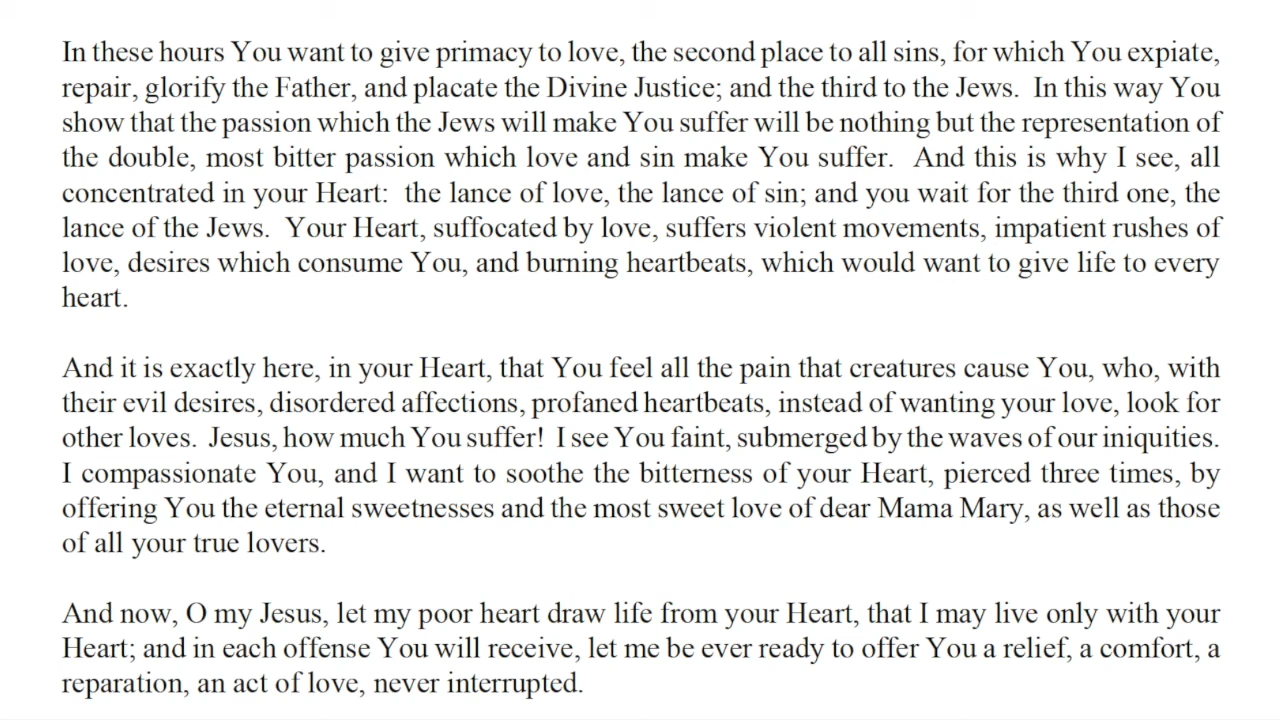 In these hours You want to give primacy to love, the second place to all sins, for which You expiate,
repair, glorify the Father, and placate the Divine Justice; and the third to the Jews.  In this way You
show that the passion which the Jews will make You suffer will be nothing but the representation of
the double, most bitter passion which love and sin make You suffer.  And this is why I see, all
concentrated in your Heart:  the lance of love, the lance of sin; and you wait for the third one, the
lance of the Jews.  Your Heart, suffocated by love, suffers violent movements, impatient rushes of
love, desires which consume You, and burning heartbeats, which would want to give life to every
heart.
And it is exactly here, in your Heart, that You feel all the pain that creatures cause You, who, with
their evil desires, disordered affections, profaned heartbeats, instead of wanting your love, look for
other loves.  Jesus, how much You suffer!  I see You faint, submerged by the waves of our iniquities.
I compassionate You, and I want to soothe the bitterness of your Heart, pierced three times, by
offering You the eternal sweetnesses and the most sweet love of dear Mama Mary, as well as those
of all your true lovers.
And now, O my Jesus, let my poor heart draw life from your Heart, that I may live only with your
Heart; and in each offense You will receive, let me be ever ready to offer You a relief, a comfort, a
reparation, an act of love, never interrupted.